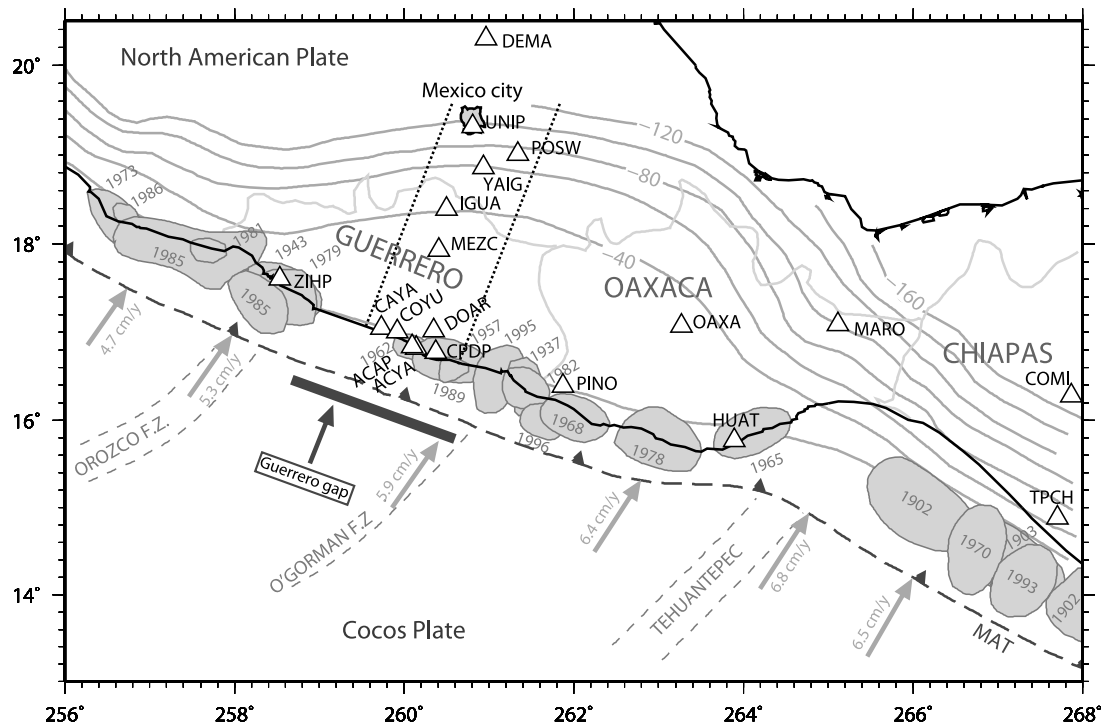 20°
18°
16°
14°
256°
258°
260°
262°
264°
266°
268°
North American Plate
DEMA
Mexico city
UNIP
POSW
YAIG
IGUA
MEZC
GUERRERO
OAXACA
CHIAPAS
−120
−80
−40
−160
1973
1986
1981
1985
1943
1979
1985
ZIHP
CAYA
COYU
DOAR
1962
1957
CPDP
ACAP
ACYA
1989
1995
1937
1982
PINO
1996
1968
1978
HUAT
1965
OAXA
MARO
COMI
TPCH
1902
1970
1903
1993
1902
4.7 cm/y
5.3 cm/y
5.9 cm/y
6.4 cm/y
6.8 cm/y
6.5 cm/y
OROZCO F.Z.
Guerrero gap
O'GORMAN F.Z.
TEHUANTEPEC
MAT
Cocos Plate